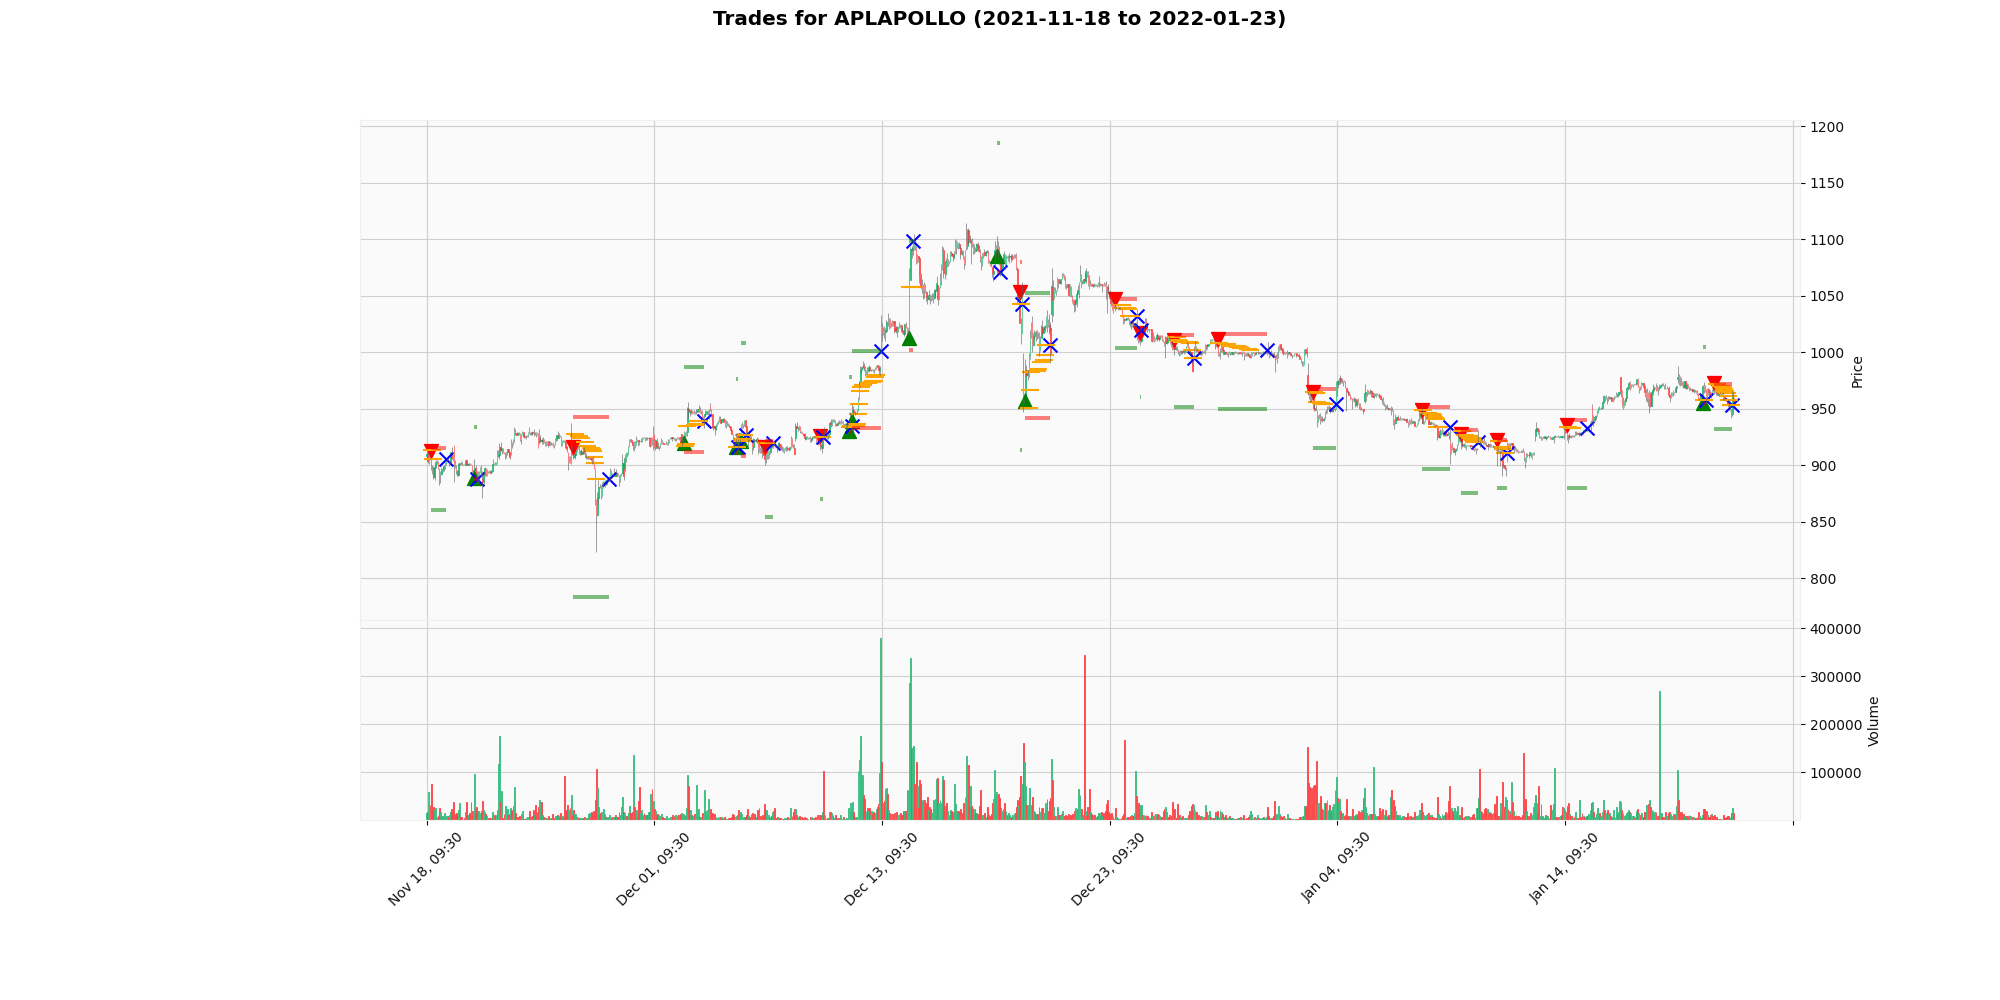 Trades for APLAPOLLO (2021-11-18 to 2022-01-23)
1200
1150
1100
1050
1000
950
900
850
800
Price
400000
300000
200000
100000
Volume
Nov 18, 09:30
Dec 01, 09:30
Dec 13, 09:30
Dec 23, 09:30
Jan 04, 09:30
Jan 14, 09:30